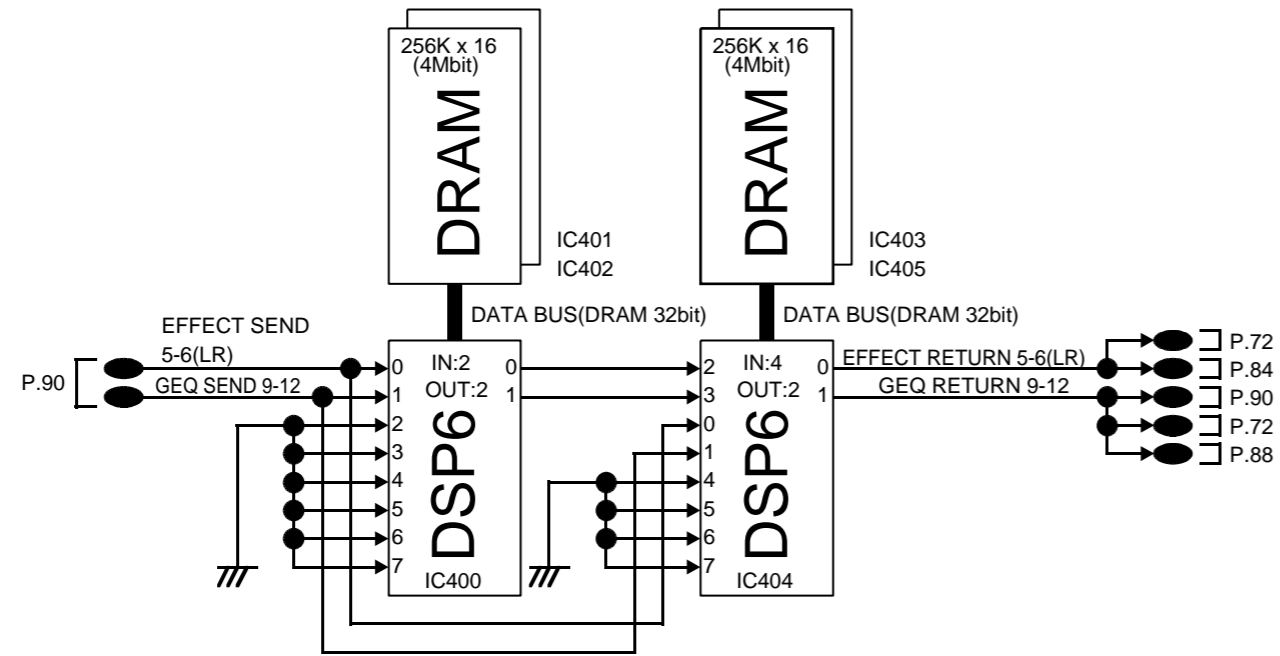 256K x 16
(4Mbit)
DRAM
IC401
IC402
256K x 16
(4Mbit)
DRAM
IC403
IC405
DATA BUS(DRAM 32bit)
DATA BUS(DRAM 32bit)
P.90
EFFECT SEND
5-6(LR)
GEQ SEND 9-12
0
1
2
3
4
5
6
7
IN:2
OUT:2
0
1
DSP6
IC400
2
3
0
1
4
5
6
7
IN:4
OUT:2
0
1
DSP6
IC404
EFFECT RETURN 5-6(LR)
GEQ RETURN 9-12
P.72
P.84
P.90
P.72
P.88